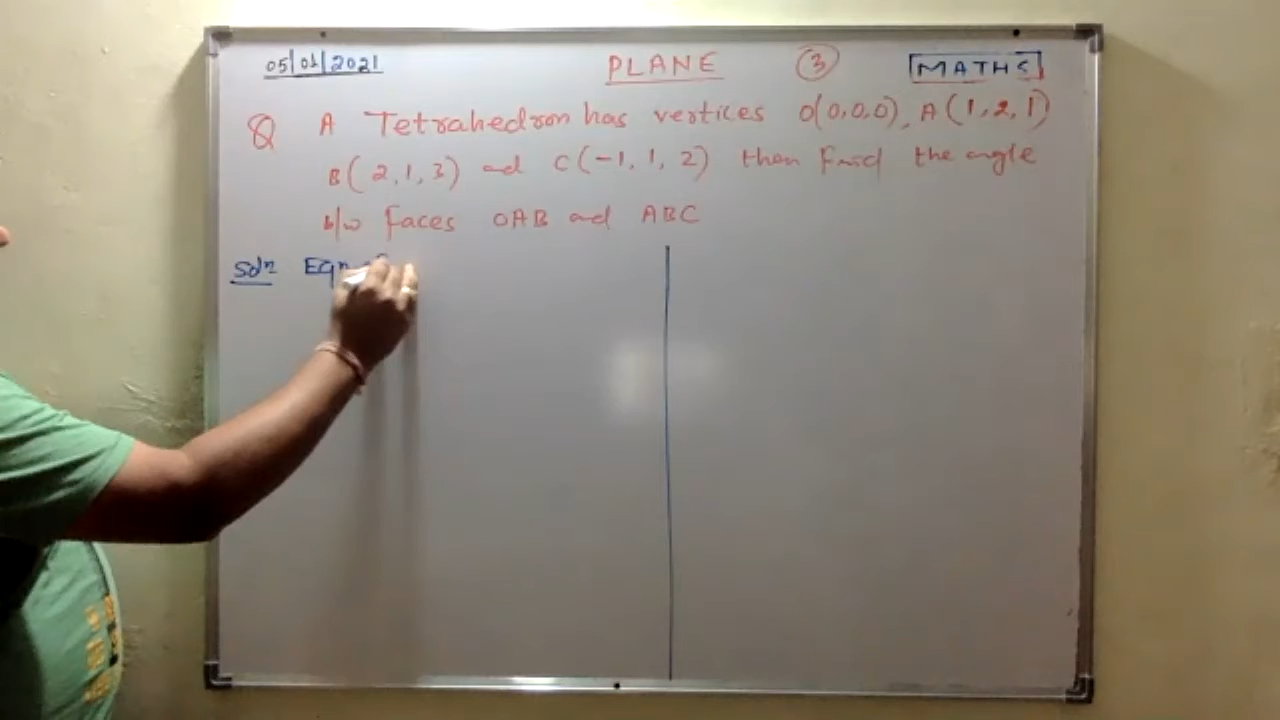 05/01/2021 PLANE 3 MATHS
Q A Tetrahedron has vertices O(0,0,0), A(1,2,1)
B(2,1,3) and C(-1,1,2) then Find the angle
b/w faces OAB and ABC
Soln Eqn